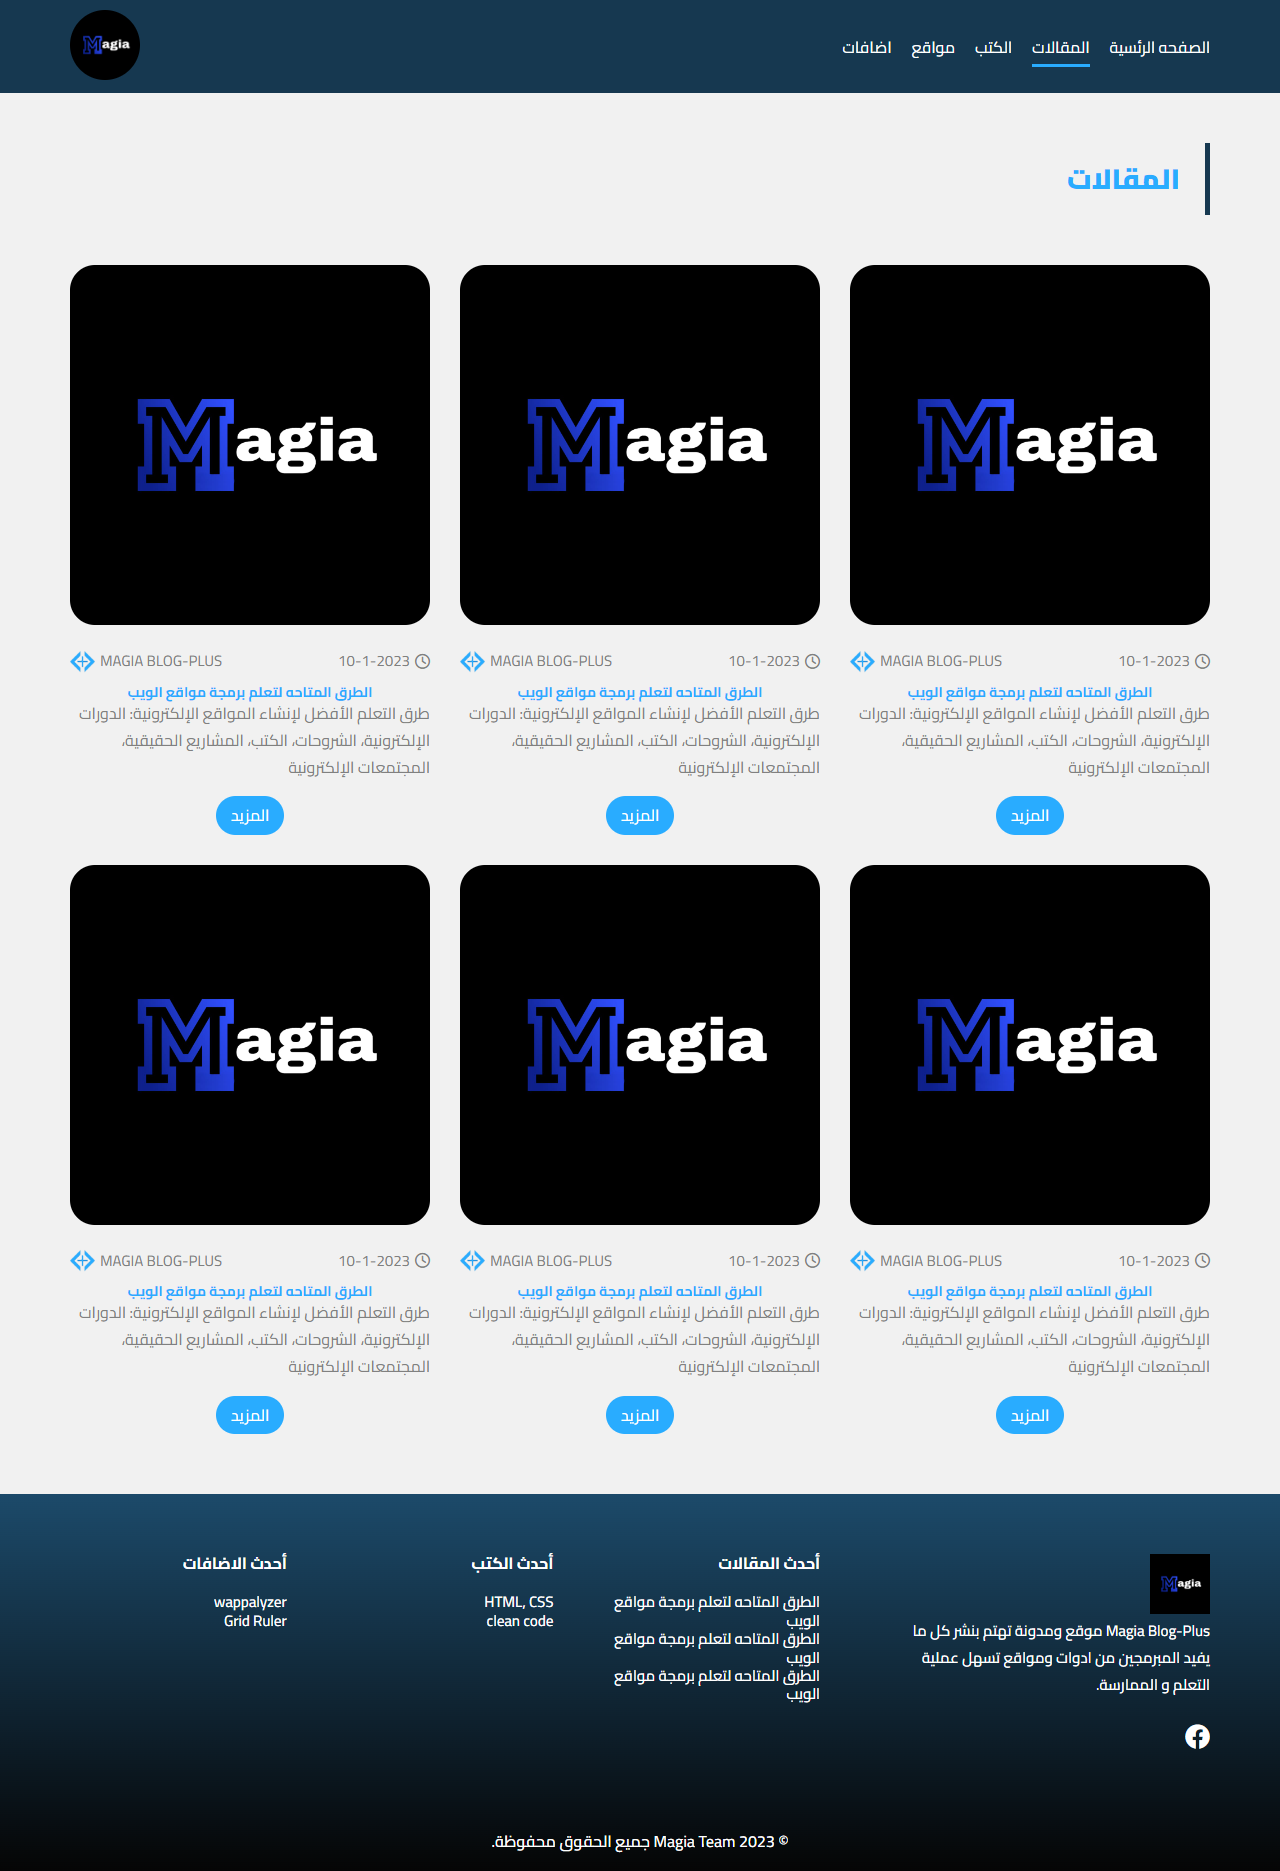 Magia
الصفحه الرئسية
المقالات
الكتب
مواقع
اضافات
المقالات
Magia
10-1-2023
MAGIA BLOG-PLUS
الطرق المتاحه لتعلم برمجة مواقع الويب
طرق التعلم الأفضل لإنشاء المواقع الإلكترونية: الدورات
الإلكترونية، الشروحات، الكتب، المشاريع الحقيقية،
المجتمعات الإلكترونية
المزيد
Magia
10-1-2023
MAGIA BLOG-PLUS
الطرق المتاحه لتعلم برمجة مواقع الويب
طرق التعلم الأفضل لإنشاء المواقع الإلكترونية: الدورات
الإلكترونية، الشروحات، الكتب، المشاريع الحقيقية،
المجتمعات الإلكترونية
المزيد
Magia
10-1-2023
MAGIA BLOG-PLUS
الطرق المتاحه لتعلم برمجة مواقع الويب
طرق التعلم الأفضل لإنشاء المواقع الإلكترونية: الدورات
الإلكترونية، الشروحات، الكتب، المشاريع الحقيقية،
المجتمعات الإلكترونية
المزيد
Magia
10-1-2023
MAGIA BLOG-PLUS
الطرق المتاحه لتعلم برمجة مواقع الويب
طرق التعلم الأفضل لإنشاء المواقع الإلكترونية: الدورات
الإلكترونية، الشروحات، الكتب، المشاريع الحقيقية،
المجتمعات الإلكترونية
المزيد
Magia
10-1-2023
MAGIA BLOG-PLUS
الطرق المتاحه لتعلم برمجة مواقع الويب
طرق التعلم الأفضل لإنشاء المواقع الإلكترونية: الدورات
الإلكترونية، الشروحات، الكتب، المشاريع الحقيقية،
المجتمعات الإلكترونية
المزيد
Magia
10-1-2023
MAGIA BLOG-PLUS
الطرق المتاحه لتعلم برمجة مواقع الويب
طرق التعلم الأفضل لإنشاء المواقع الإلكترونية: الدورات
الإلكترونية، الشروحات، الكتب، المشاريع الحقيقية،
المجتمعات الإلكترونية
المزيد
Magia
Magia Blog-Plus موقع ومدونة تهتم بنشر كل ما
يفيد المبرمجين من ادوات ومواقع تسهل عملية
التعلم و الممارسة.
أحدث المقالات
الطرق المتاحه لتعلم برمجة مواقع
الويب
الطرق المتاحه لتعلم برمجة مواقع
الويب
الطرق المتاحه لتعلم برمجة مواقع
الويب
أحدث الكتب
HTML, CSS
clean code
أحدث الاضافات
wappalyzer
Grid Ruler
© 2023 Magia Team جميع الحقوق محفوظة.